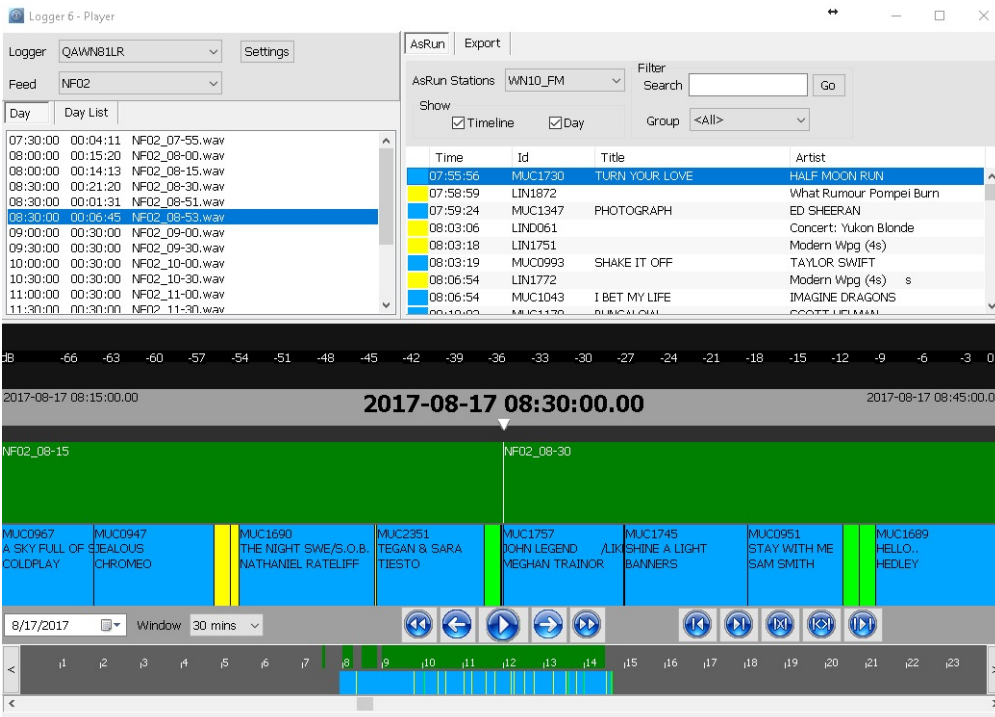 Logger 6 - Player
Logger QAWN81LR Settings
Feed NF02
Day Day List
07:30:00 00:04:11 NF02_07-55.wav
08:00:00 00:15:20 NF02_08-00.wav
08:00:00 00:14:13 NF02_08-15.wav
08:30:00 00:21:20 NF02_08-30.wav
08:30:00 00:01:31 NF02_08-51.wav
08:30:00 00:06:45 NF02_08-53.wav
09:00:00 00:30:00 NF02_09-00.wav
09:30:00 00:30:00 NF02_09-30.wav
10:00:00 00:30:00 NF02_10-00.wav
10:30:00 00:30:00 NF02_10-30.wav
11:00:00 00:30:00 NF02_11-00.wav
11:30:00 00:30:00 NF02_11-30.wav
AsRun Export
AsRun Stations WN10_FM
Show
Timeline Day
Filter
Search Go
Group <All>
Time Id Title Artist
07:55:56 MUC1730 TURN YOUR LOVE HALF MOON RUN
07:58:59 LIN1872 What Rumour Pompei Burn
07:59:24 MUC1347 PHOTOGRAPH ED SHEERAN
08:03:06 LIND061 Concert: Yukon Blonde
08:03:18 LIN1751 Modern Wpg (4s)
08:03:19 MUC0993 SHAKE IT OFF TAYLOR SWIFT
08:06:54 LIN1772 Modern Wpg (4s) s
08:06:54 MUC1043 I BET MY LIFE IMAGINE DRAGONS
dB -66 -63 -60 -57 -54 -51 -48 -45 -42 -39 -36 -33 -30 -27 -24 -21 -18 -15 -12 -9 -6 -3 0
2017-08-17 08:15:00.00 2017-08-17 08:30:00.00 2017-08-17 08:45:00.0
NF02_08-15 NF02_08-30
MUC0967 MUC0947 MUC1690 MUC2351 MUC1757 MUC1745 MUC0951 MUC1689
A SKY FULL OF S JEALOUS THE NIGHT SWE/S.O.B. TEGAN & SARA JOHN LEGEND /LIK SHINE A LIGHT STAY WITH ME HELLO..
COLDPLAY CHROMEO NATHANIEL RATELIFF TIESTO MEGHAN TRAINOR BANNERS SAM SMITH HEDLEY
8/17/2017 Window 30 mins
1 2 3 4 5 6 7 8 9 10 11 12 13 14 15 16 17 18 19 20 21 22 23